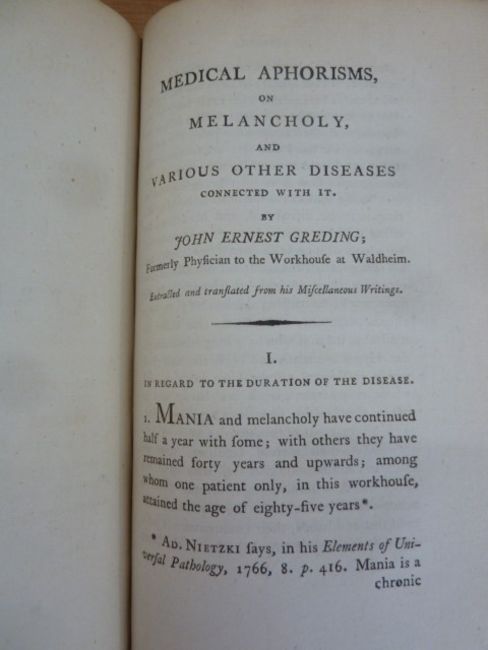 MEDICAL APHORISMS,
ON
MELANCHOLY,
AND
VARIOUS OTHER DISEASES
CONNECTED WITH IT.
BY
JOHN ERNEST GREDING;
Formerly Phyſician to the Workhouſe at Waldheim.
Extracted and tranſlated from his Miſcellaneous Writings.
I.
IN REGARD TO THE DURATION OF THE DISEASE.
1. MANIA and melancholy have continued
half a year with ſome; with others they have
remained forty years and upwards; among
whom one patient only, in this workhouſe,
attained the age of eighty-five years*.
* AD. NIETZKI ſays, in his Elements of Uni-
verſal Pathology, 1766, 8. p. 416. Mania is a
chronic